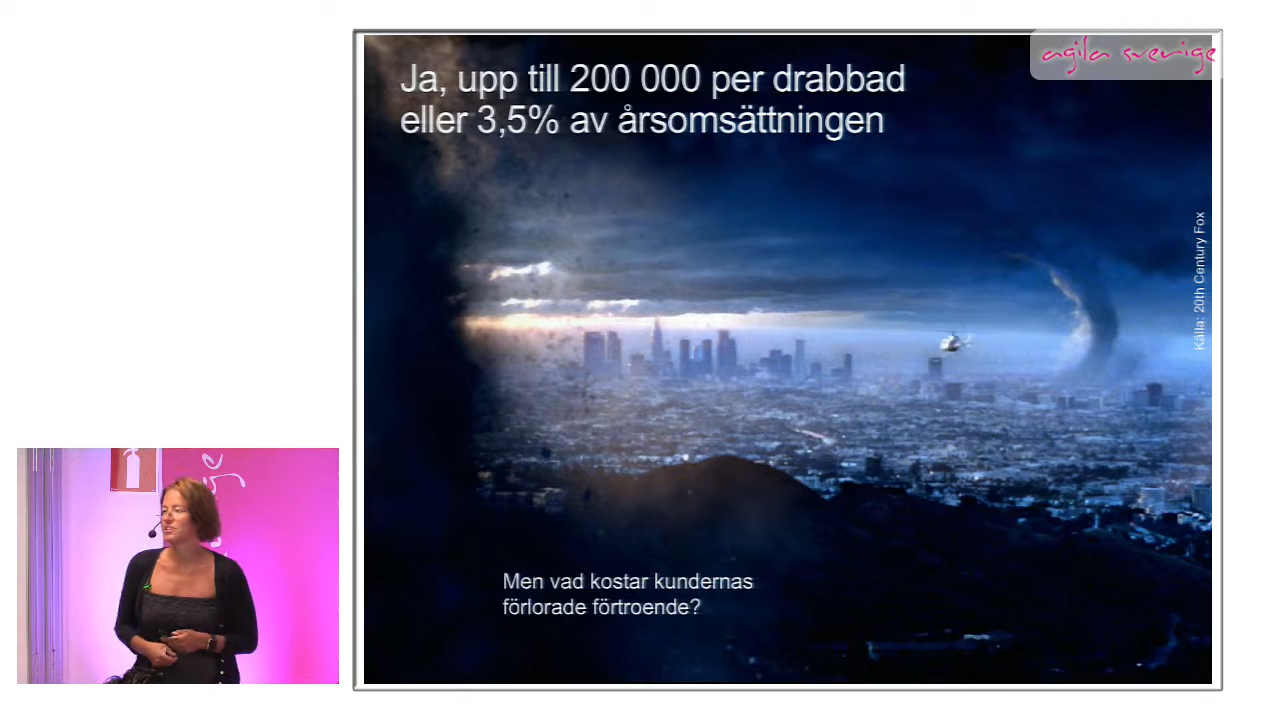 agila sverige
Ja, upp till 200 000 per drabbad
eller 3,5% av årsomsättningen
Källa: 20th Century Fox
Men vad kostar kundernas
förlorade förtroende?